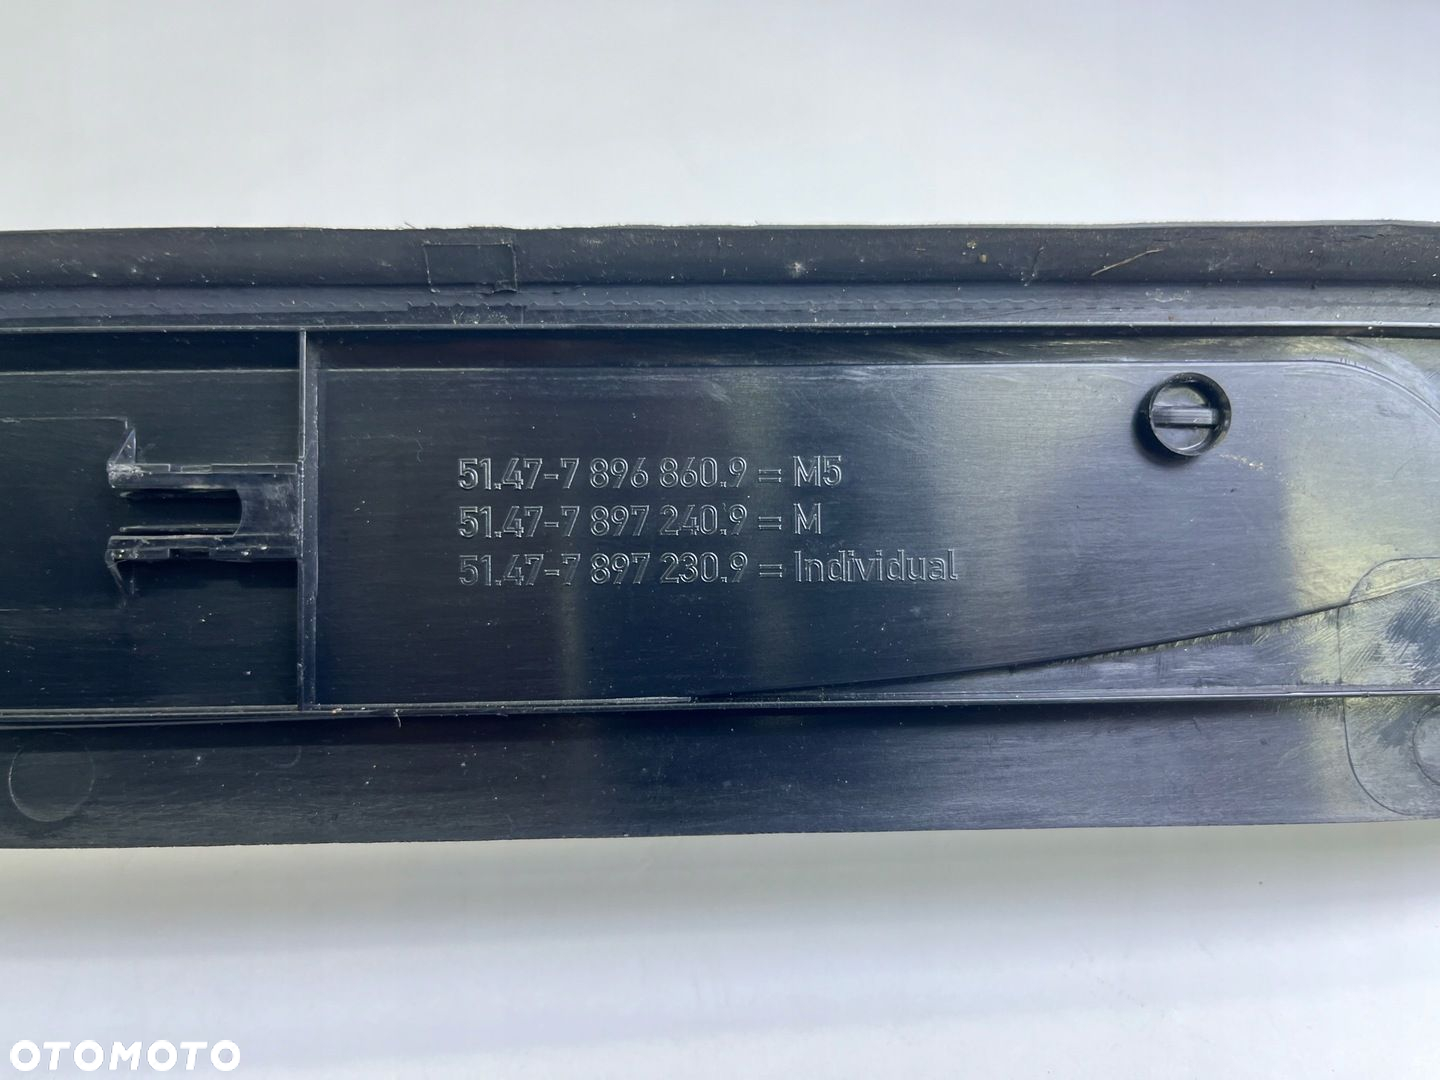 51.47-7 896 860.9 = M5
51.47-7 897 240.9 = M
51.47-7 897 230.9 = Individual
OTOMOTO